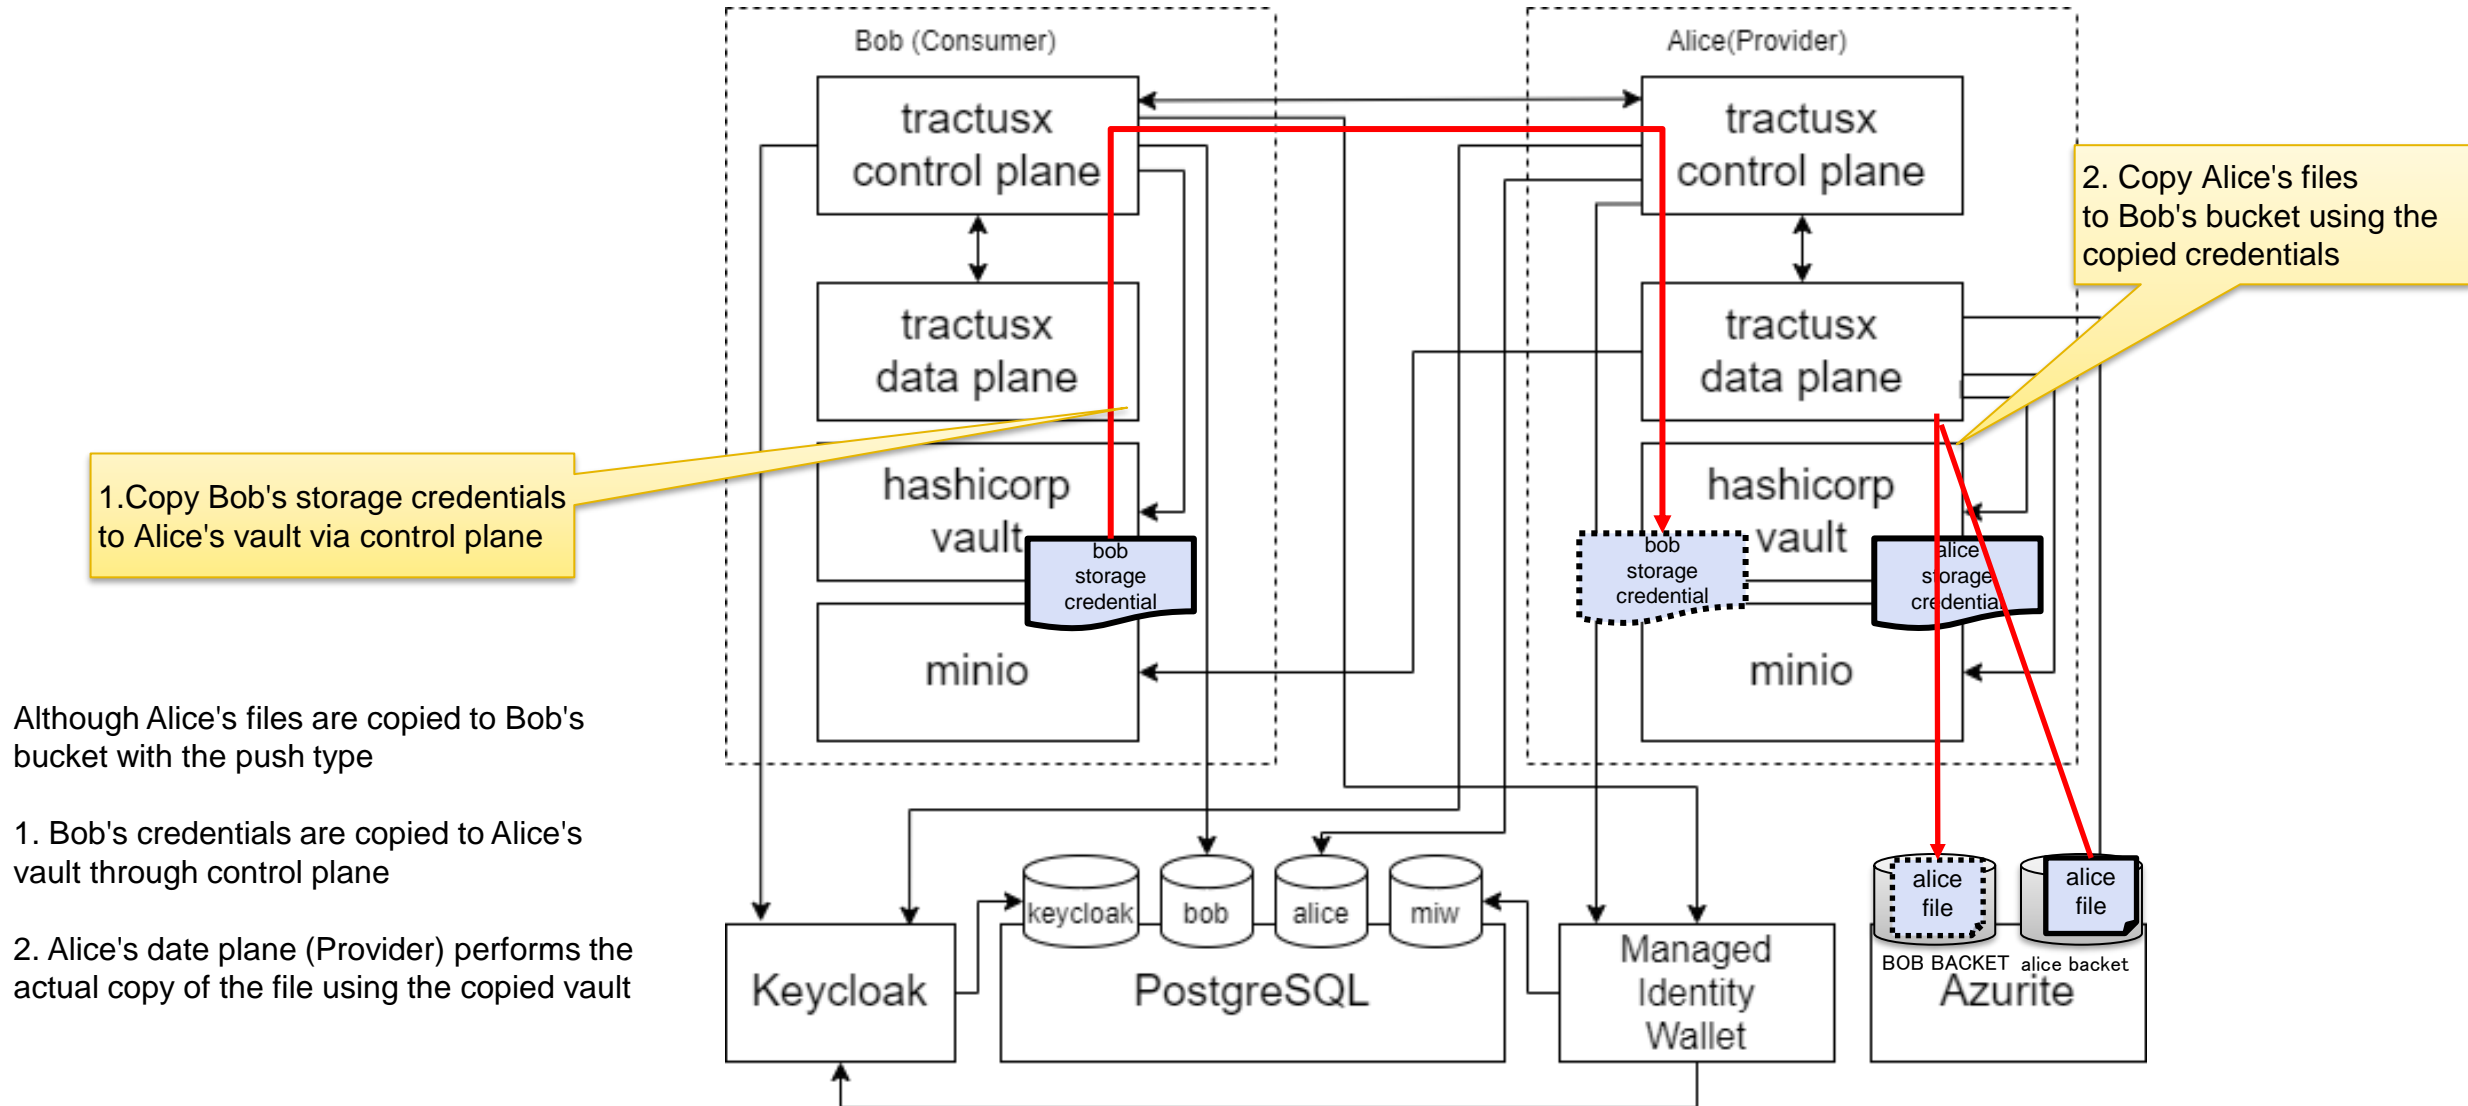 Bob (Consumer)
Alice(Provider)
tractusx
control plane
tractusx
control plane
2. Copy Alice's files
to Bob's bucket using the
copied credentials
tractusx
data plane
tractusx
data plane
1.Copy Bob's storage credentials
to Alice's vault via control plane
hashicorp
vault
bob
storage
credential
hashicorp
vault
bob
storage
credential
alice
storage
credential
minio
minio
Although Alice's files are copied to Bob's
bucket with the push type
1. Bob's credentials are copied to Alice's
vault through control plane
2. Alice's date plane (Provider) performs the
actual copy of the file using the copied vault
keycloak
bob
alice
miw
alice
file
alice
file
BOB BACKET
alice backet
Keycloak
PostgreSQL
Managed
Identity
Wallet
Azurite